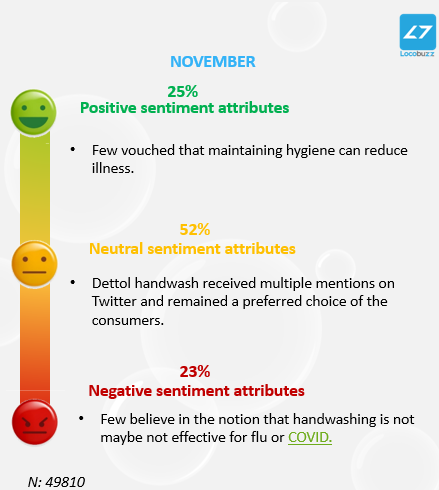 L7
Locobuzz
NOVEMBER
25%
Positive sentiment attributes
• Few vouched that maintaining hygiene can reduce
illness.
52%
Neutral sentiment attributes
• Dettol handwash received multiple mentions on
Twitter and remained a preferred choice of the
consumers.
23%
Negative sentiment attributes
• Few believe in the notion that handwashing is not
maybe not effective for flu or COVID.
N: 49810